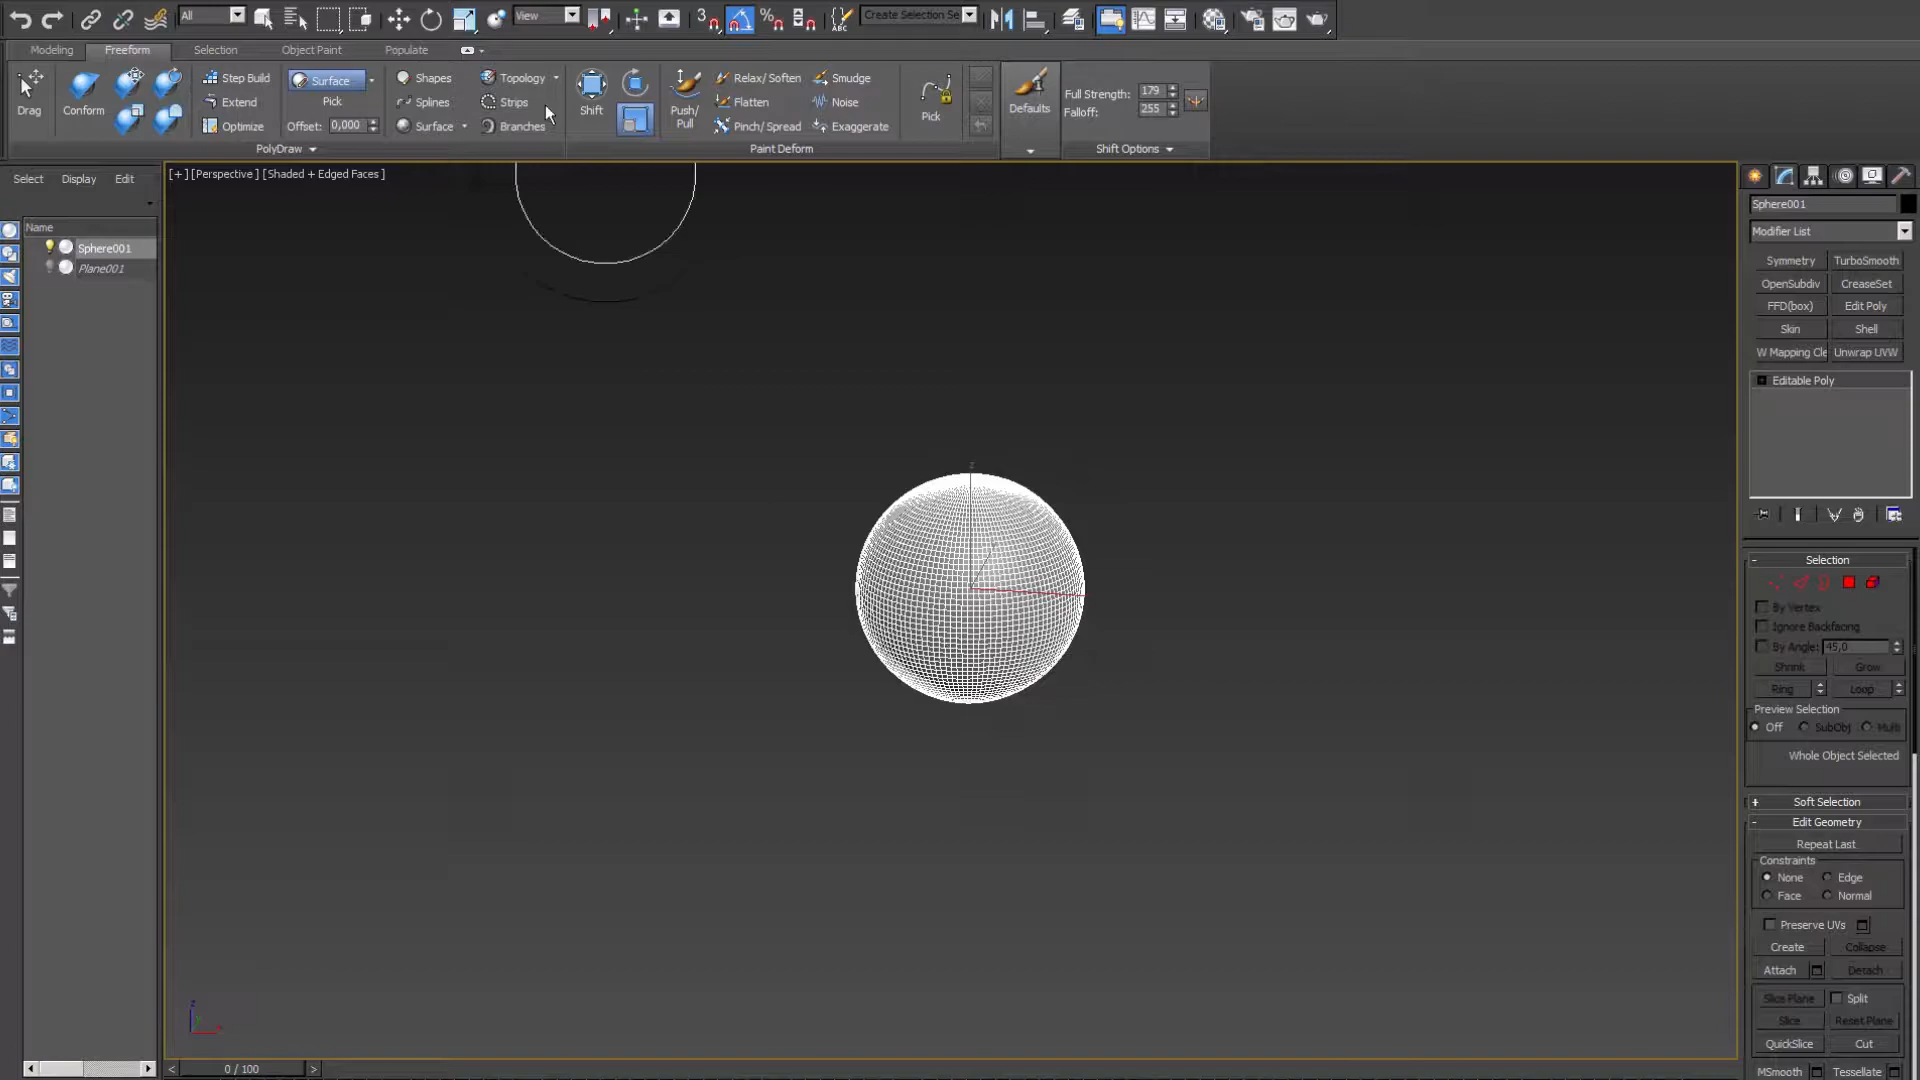 All
View
3
%
ABC
Create Selection Se
Modeling
Freeform
Selection
Object Paint
Populate
Drag
Conform
Step Build
Extend
Optimize
Surface
Pick
Offset: 0,000
PolyDraw
Shapes
Splines
Surface
Topology
Strips
Branches
Shift
Push/
Pull
Relax/ Soften
Flatten
Pinch/ Spread
Smudge
Noise
Exaggerate
Pick
Paint Deform
Defaults
Full Strength: 179
Falloff: 255
Shift Options
Select
Display
Edit
Name
Sphere001
Plane001
[+] [Perspective] [Shaded + Edged Faces]
z
z
0 / 100
Sphere001
Modifier List
Symmetry
TurboSmooth
OpenSubdiv
CreaseSet
FFD(box)
Edit Poly
Skin
Shell
W Mapping Cle
Unwrap UVW
Editable Poly
Selection
By Vertex
Ignore Backfacing
By Angle: 45,0
Shrink
Grow
Ring
Loop
Preview Selection
Off
SubObj
Multi
Whole Object Selected
Soft Selection
Edit Geometry
Repeat Last
Constraints
None
Edge
Face
Normal
Preserve UVs
Create
Collapse
Attach
Detach
Slice Plane
Split
Slice
Reset Plane
QuickSlice
Cut
MSmooth
Tessellate